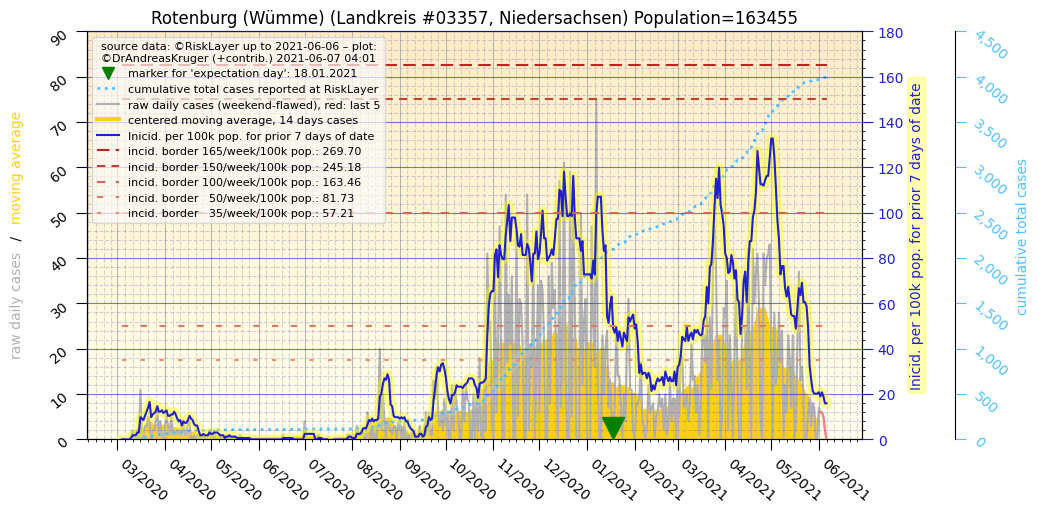 Rotenburg (Wümme) (Landkreis #03357, Niedersachsen) Population=163455
source data: ©RiskLayer up to 2021-06-06 – plot:
©DrAndreasKruger (+contrib.) 2021-06-07 04:01
marker for 'expectation day': 18.01.2021
cumulative total cases reported at RiskLayer
raw daily cases (weekend-flawed), red: last 5
centered moving average, 14 days cases
Inicid. per 100k pop. for prior 7 days of date
incid. border 165/week/100k pop.: 269.70
incid. border 150/week/100k pop.: 245.18
incid. border 100/week/100k pop.: 163.46
incid. border   50/week/100k pop.: 81.73
incid. border   35/week/100k pop.: 57.21
raw daily cases / moving average
90
80
70
60
50
40
30
20
10
0
03/2020
04/2020
05/2020
06/2020
07/2020
08/2020
09/2020
10/2020
11/2020
12/2020
01/2021
02/2021
03/2021
04/2021
05/2021
06/2021
180
160
140
120
100
80
60
40
20
0
Inicid. per 100k pop. for prior 7 days of date
4,500
4,000
3,500
3,000
2,500
2,000
1,500
1,000
500
0
cumulative total cases